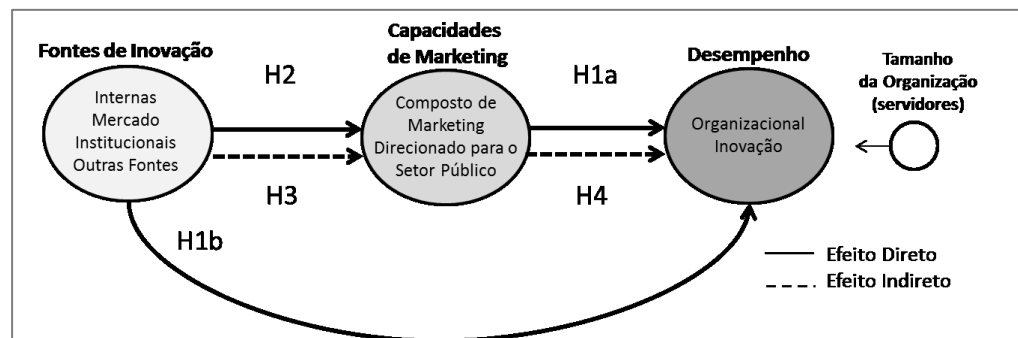 Fontes de Inovação
Internas
Mercado
Institucionais
Outras Fontes
H2
H3
H1b
Capacidades
de Marketing
Composto de
Marketing
Direcionado para o
Setor Público
H1a
H4
Desempenho
Organizacional
Inovação
Tamanho
da Organização
(servidores)
Efeito Direto
Efeito Indireto